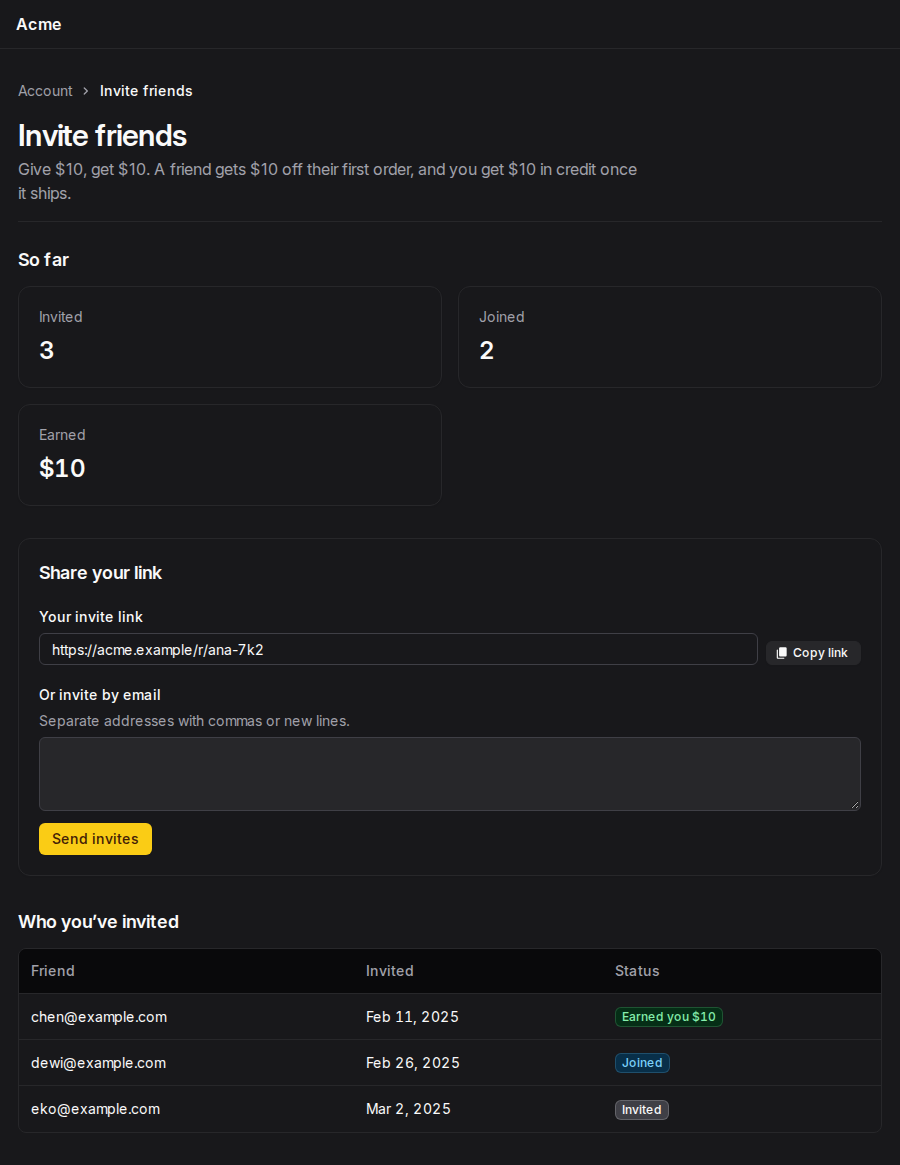 Acme
Account > Invite friends
Invite friends
Give $10, get $10. A friend gets $10 off their first order, and you get $10 in credit once
it ships.
So far
Invited
3
Joined
2
Earned
$10
Share your link
Your invite link
https://acme.example/r/ana-7k2
Copy link
Or invite by email
Separate addresses with commas or new lines.
Send invites
Who you’ve invited
Friend Invited Status
chen@example.com Feb 11, 2025 Earned you $10
dewi@example.com Feb 26, 2025 Joined
eko@example.com Mar 2, 2025 Invited